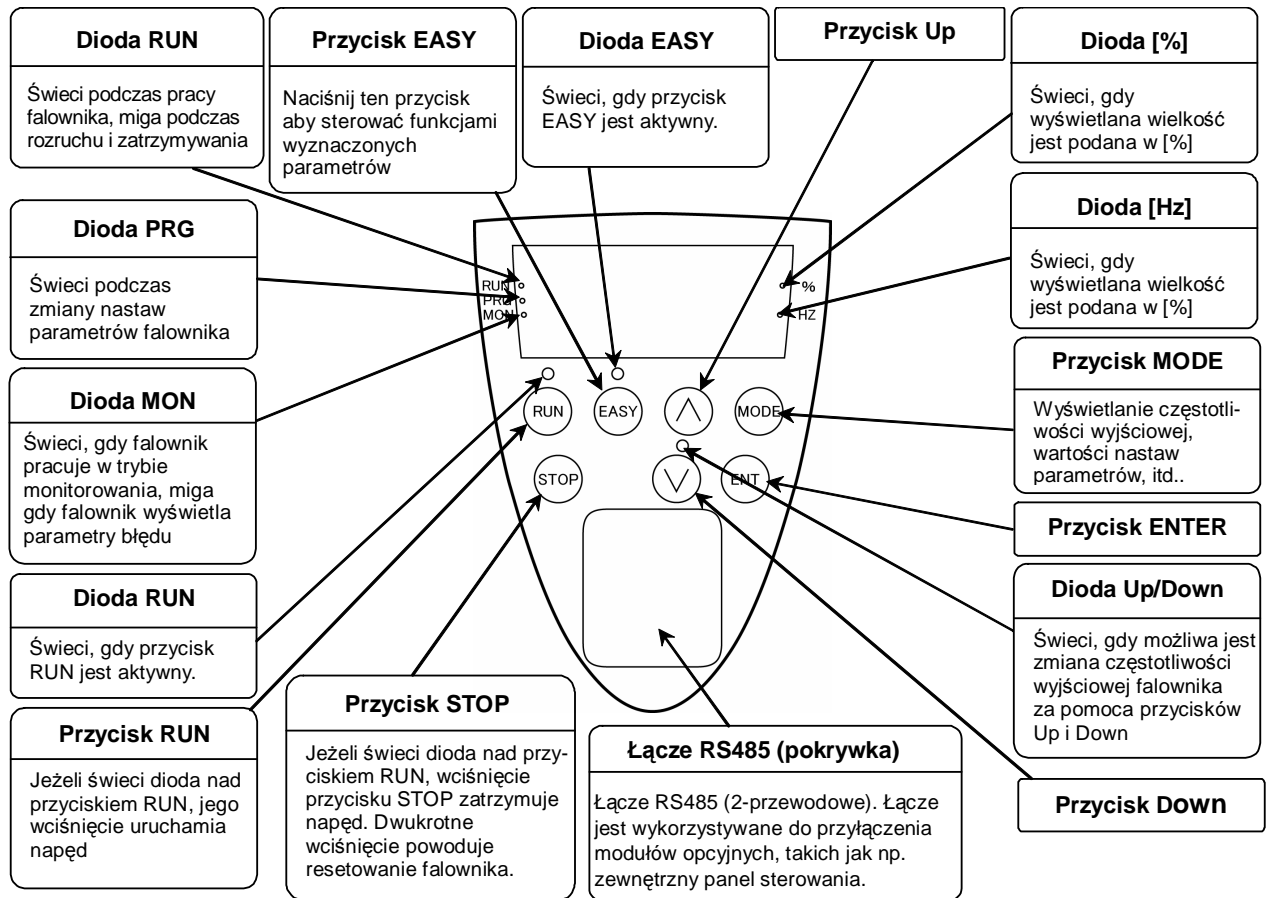 Dioda RUN
Świeci podczas pracy
falownika, miga podczas
rozruchu i zatrzymywania
Przycisk EASY
Naciśnij ten przycisk
aby sterować funkcjami
wyznaczonych
parametrów
Dioda EASY
Świeci, gdy przycisk
EASY jest aktywny.
Przycisk Up
Dioda [%]
Świeci, gdy
wyświetlana wielkość
jest podana w [%]
Dioda PRG
Świeci podczas
zmiany nastaw
parametrów falownika
Dioda [Hz]
Świeci, gdy
wyświetlana wielkość
jest podana w [%]
RUN
PRG
MON
%
HZ
RUN
EASY
MODE
STOP
ENT
Dioda MON
Świeci, gdy falownik
pracuje w trybie
monitorowania, miga
gdy falownik wyświetla
parametry błędu
Przycisk MODE
Wyświetlanie częstotli-
wości wyjściowej,
wartości nastaw
parametrów, itd..
Przycisk ENTER
Dioda RUN
Świeci, gdy przycisk
RUN jest aktywny.
Dioda Up/Down
Świeci, gdy możliwa jest
zmiana częstotliwości
wyjściowej falownika
za pomoca przycisków
Up i Down
Przycisk RUN
Jeżeli świeci dioda nad
przyciskiem RUN, jego
wciśnięcie uruchamia
napęd
Przycisk STOP
Jeżeli świeci dioda nad przy-
ciskiem RUN, wciśnięcie
przycisku STOP zatrzymuje
napęd. Dwukrotne
wciśnięcie powoduje
resetowanie falownika.
Łącze RS485 (pokrywka)
Łącze RS485 (2-przewodowe). Łącze
jest wykorzystywane do przyłączenia
modułów opcyjnych, takich jak np.
zewnętrzny panel sterowania.
Przycisk Down